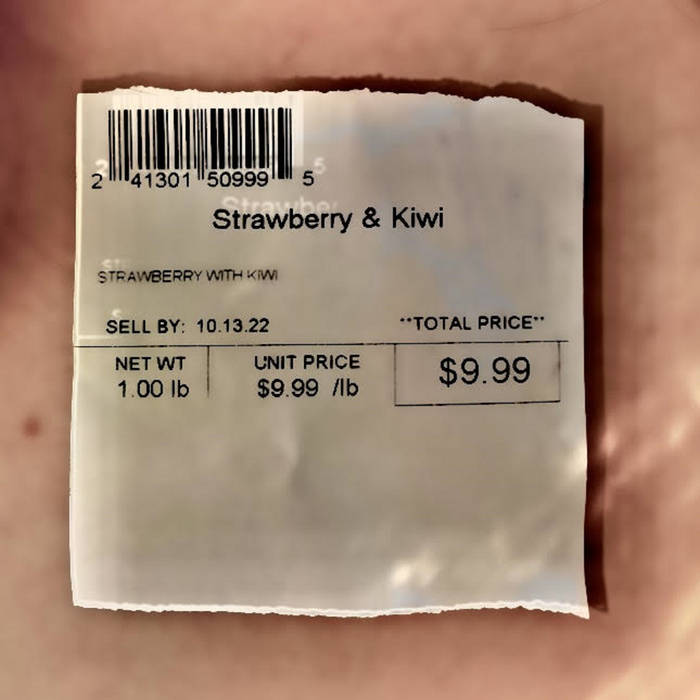 2 41301 50999 5
Strawberry & Kiwi
STRAWBERRY WITH KIWI
SELL BY: 10.13.22
**TOTAL PRICE**
NET WT
UNIT PRICE
$9.99
1.00 lb
$9.99 /lb